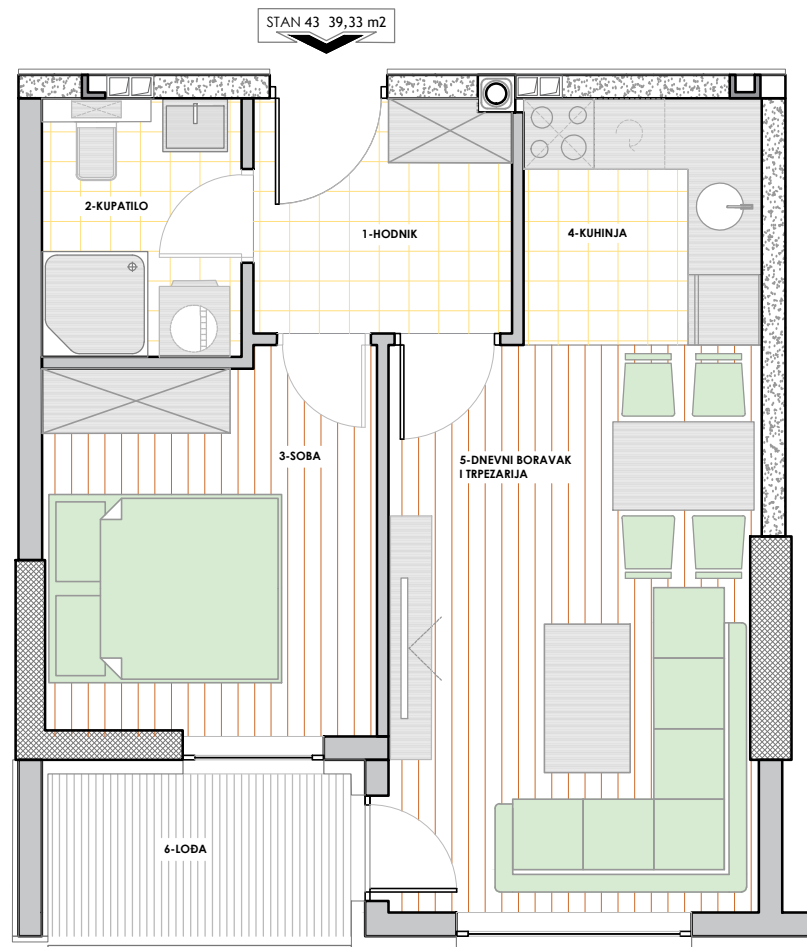 STAN 43 39,33 m2
2-KUPATILO
1-HODNIK
4-KUHINJA
3-SOBA
5-DNEVNI BORAVAK
I TRPEZARIJA
6-LOĐA